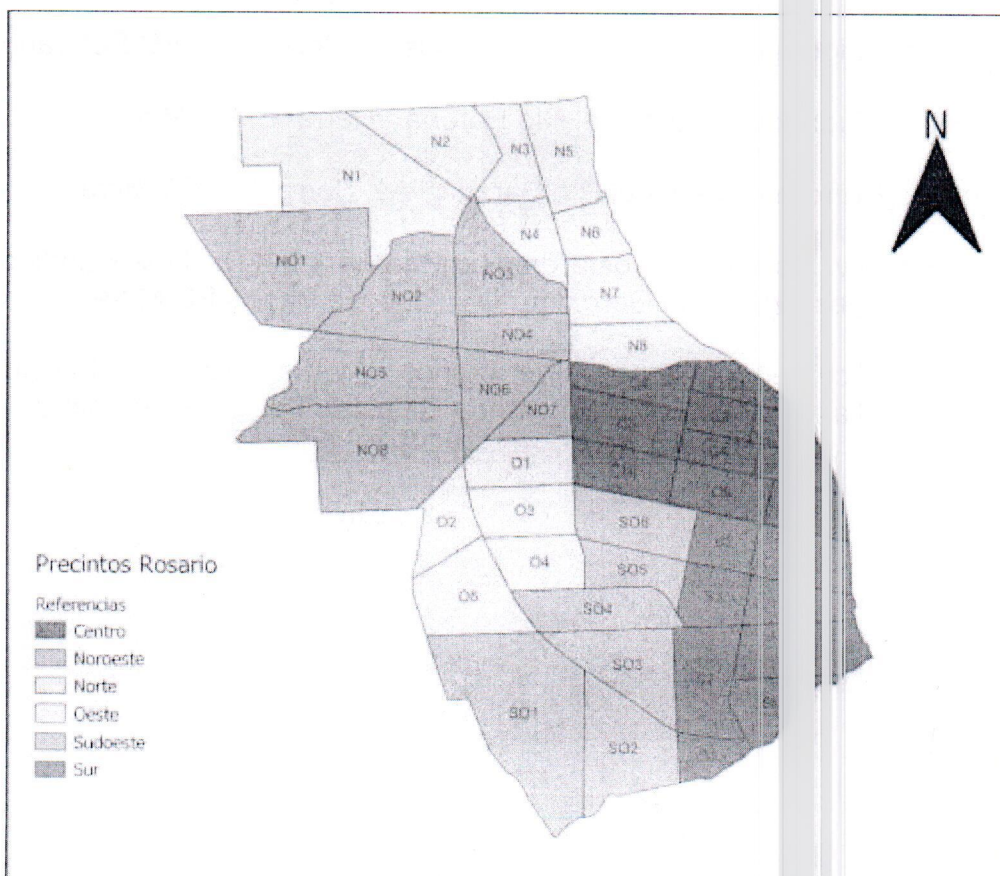 N
N2
N3
N5
N1
N4
N6
NO1
NO3
NO2
N7
NO4
N8
NO5
NO6
NO7
NO8
O1
O3
O2
SO6
O4
SO5
O5
SO4
SO3
SO1
SO2
Precintos Rosario
Referencias
Centro
Noroeste
Norte
Oeste
Sudoeste
Sur